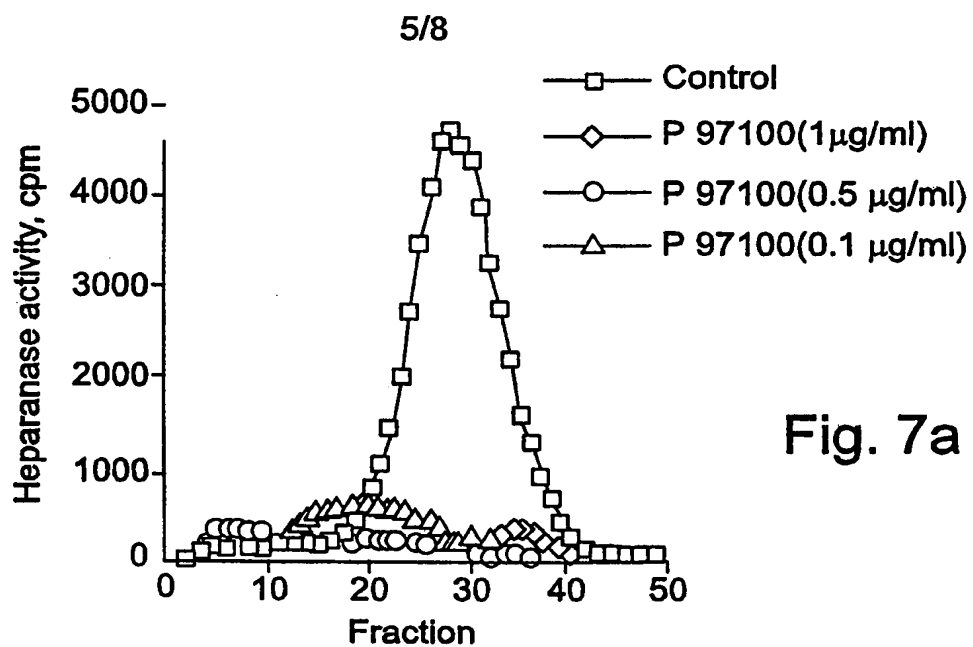 5/8
Control
P 97100(1µg/ml)
P 97100(0.5 µg/ml)
P 97100(0.1 µg/ml)
Heparanase activity, cpm
5000
4000
3000
2000
1000
0
10
20
30
40
50
Fraction
Fig. 7a